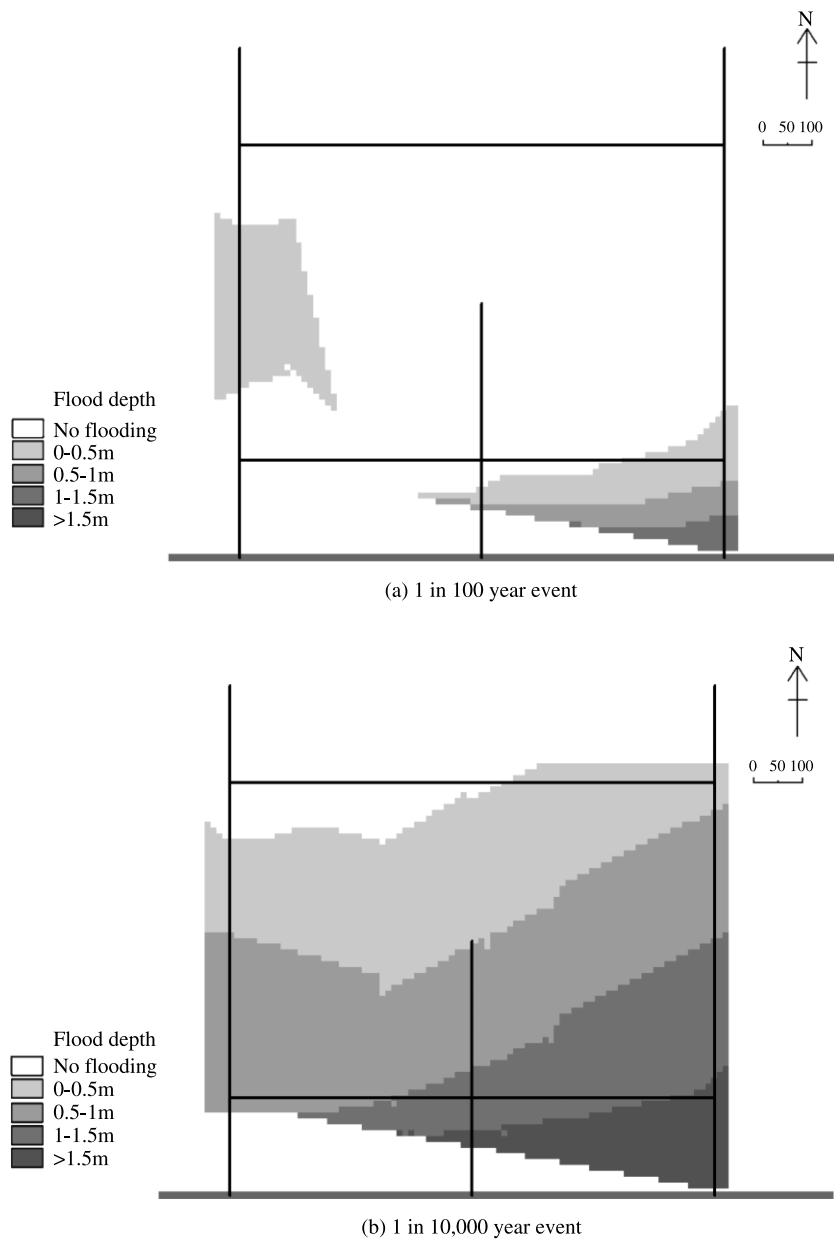 N
0 50 100
Flood depth
No flooding
0-0.5m
0.5-1m
1-1.5m
>1.5m
(a) 1 in 100 year event
N
0 50 100
Flood depth
No flooding
0-0.5m
0.5-1m
1-1.5m
>1.5m
(b) 1 in 10,000 year event